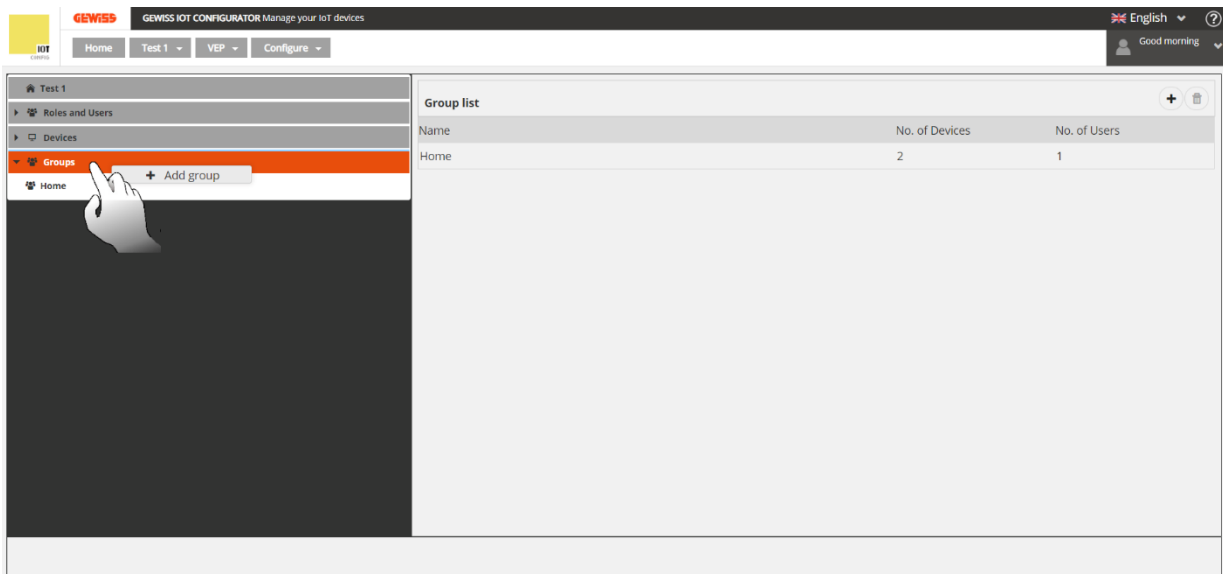 GEWISS GEWISS IOT CONFIGURATOR Manage your IoT devices English ?
IOT
CONFIG
Home Test 1 VEP Configure Good morning
Test 1
Roles and Users
Devices
Groups
+ Add group
Home
Group list +
Name No. of Devices No. of Users
Home 2 1